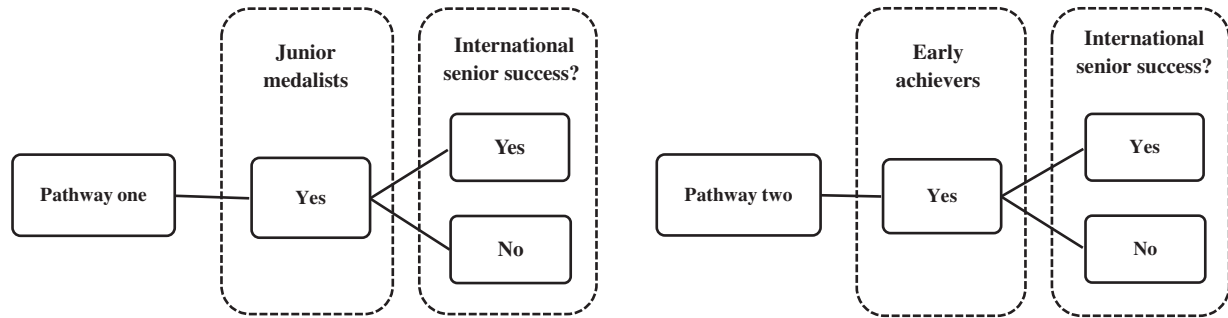 Junior
medalists
International
senior success?
Pathway one
Yes
Yes
No
Early
achievers
International
senior success?
Pathway two
Yes
Yes
No